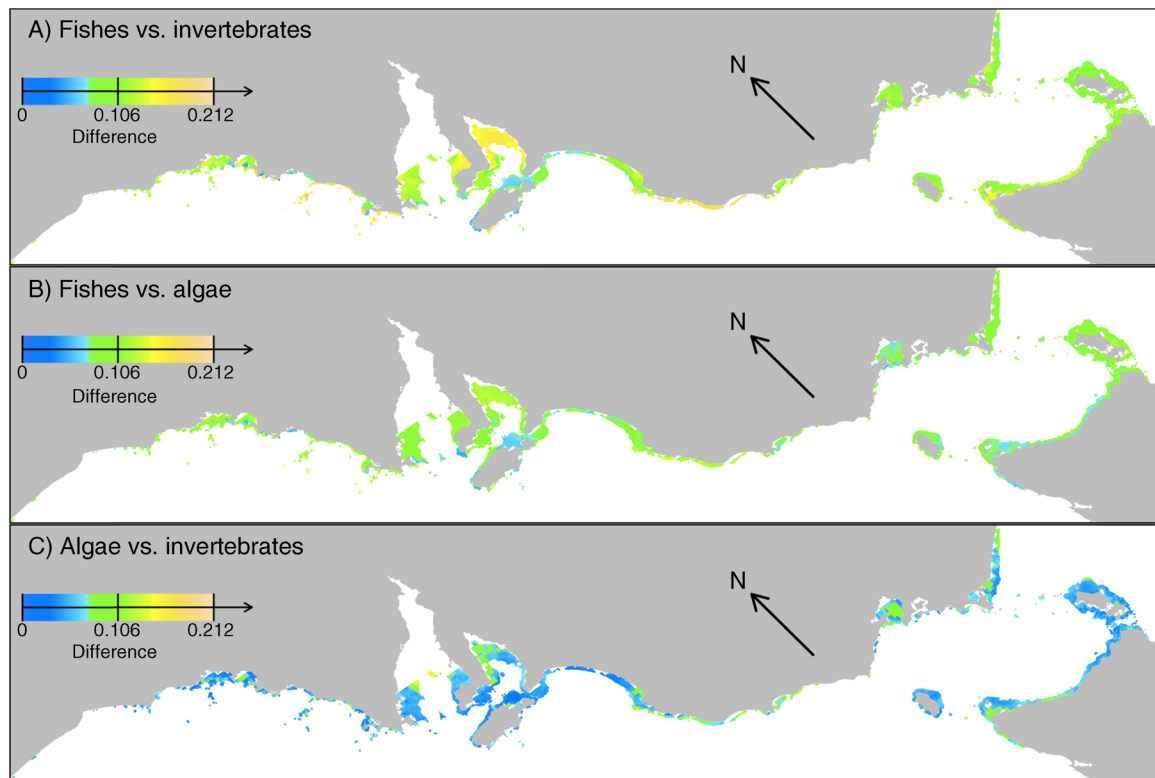 A) Fishes vs. invertebrates
N
0 0.106 0.212
Difference
B) Fishes vs. algae
N
0 0.106 0.212
Difference
C) Algae vs. invertebrates
N
0 0.106 0.212
Difference